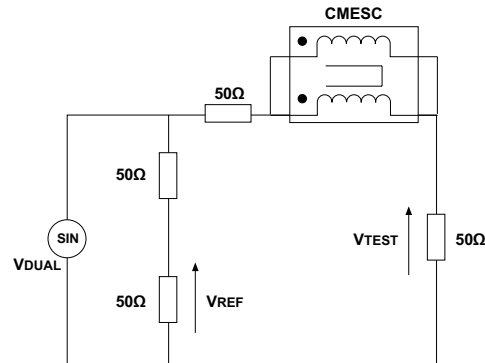 CMESC
50Ω
50Ω
SIN
VDUAL
50Ω
VREF
VTEST
50Ω